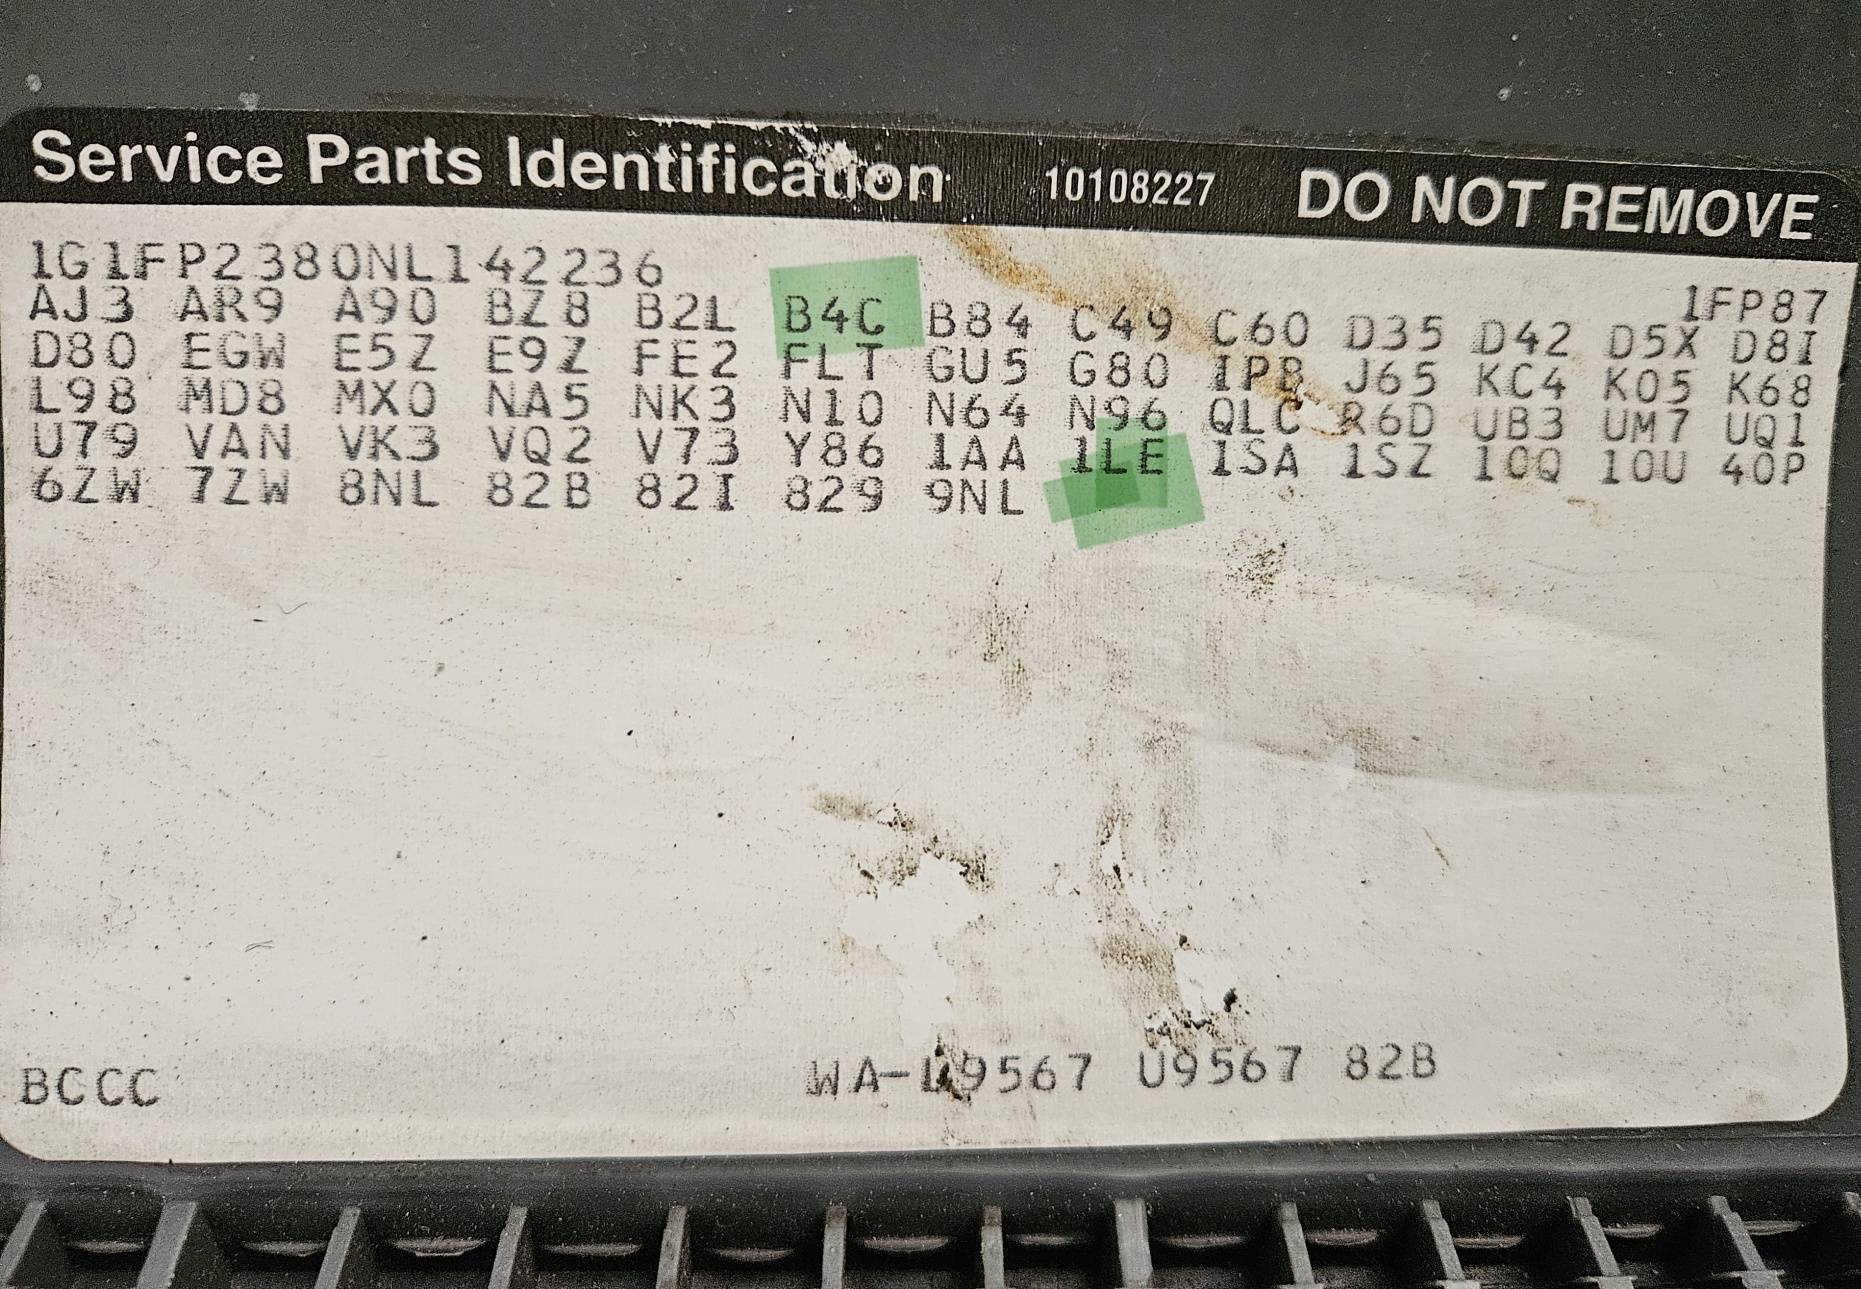 Service Parts Identification 10108227 DO NOT REMOVE
1G1FP2380NL142236 1FP87
AJ3 AR9 A90 BZ8 B2L B4C B84 C49 C60 D35 D42 D5X D8I
D80 EGW E5Z E9Z FE2 FLT GU5 G80 IPB J65 KC4 K05 K68
L98 MD8 MX0 NA5 NK3 N10 N64 N96 QLC R6D UB3 UM7 UQ1
U79 VAN VK3 VQ2 V73 Y86 1AA 1LE 1SA 1SZ 10Q 10U 40P
6ZW 7ZW 8NL 82B 82I 829 9NL
BCCC WA-L9567 U9567 82B